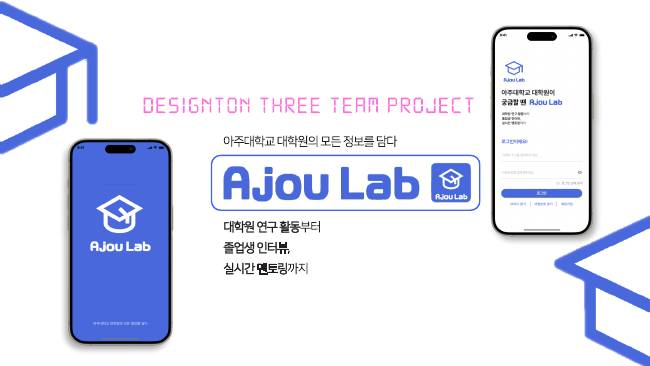 DESIGNTON THREE TEAM PROJECT
아주대학교 대학원의 모든 정보를 담다
Ajou Lab
Ajou Lab
대학원 연구 활동부터
졸업생 인터뷰,
실시간 멘토링까지
Ajou Lab
Ajou Lab
아주대학교 대학원이
궁금할 땐 Ajou Lab
로그인